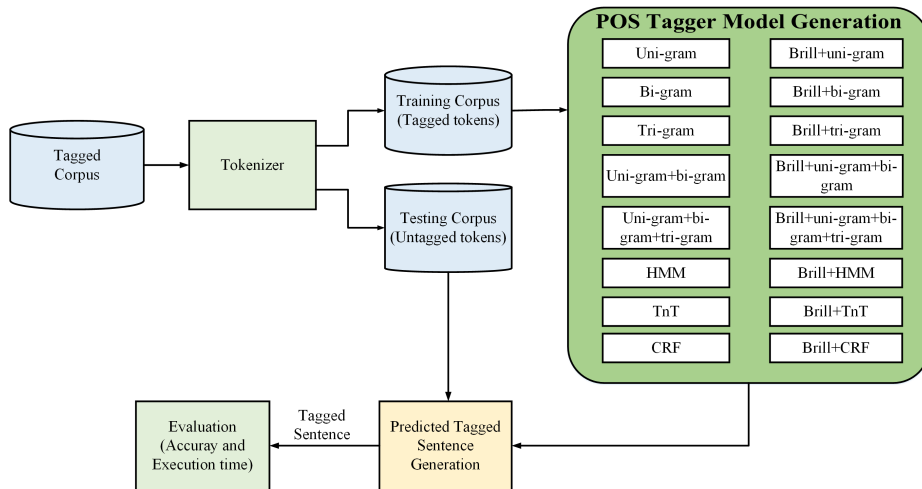 POS Tagger Model Generation
Uni-gram
Brill+uni-gram
Bi-gram
Brill+bi-gram
Tri-gram
Brill+tri-gram
Uni-gram+bi-gram
Brill+uni-gram+bi-
gram
Uni-gram+bi-
gram+tri-gram
Brill+uni-gram+bi-
gram+tri-gram
HMM
Brill+HMM
TnT
Brill+TnT
CRF
Brill+CRF
Training Corpus
(Tagged tokens)
Tagged
Corpus
Tokenizer
Testing Corpus
(Untagged tokens)
Evaluation
(Accuray and
Execution time)
Tagged
Sentence
Predicted Tagged
Sentence
Generation